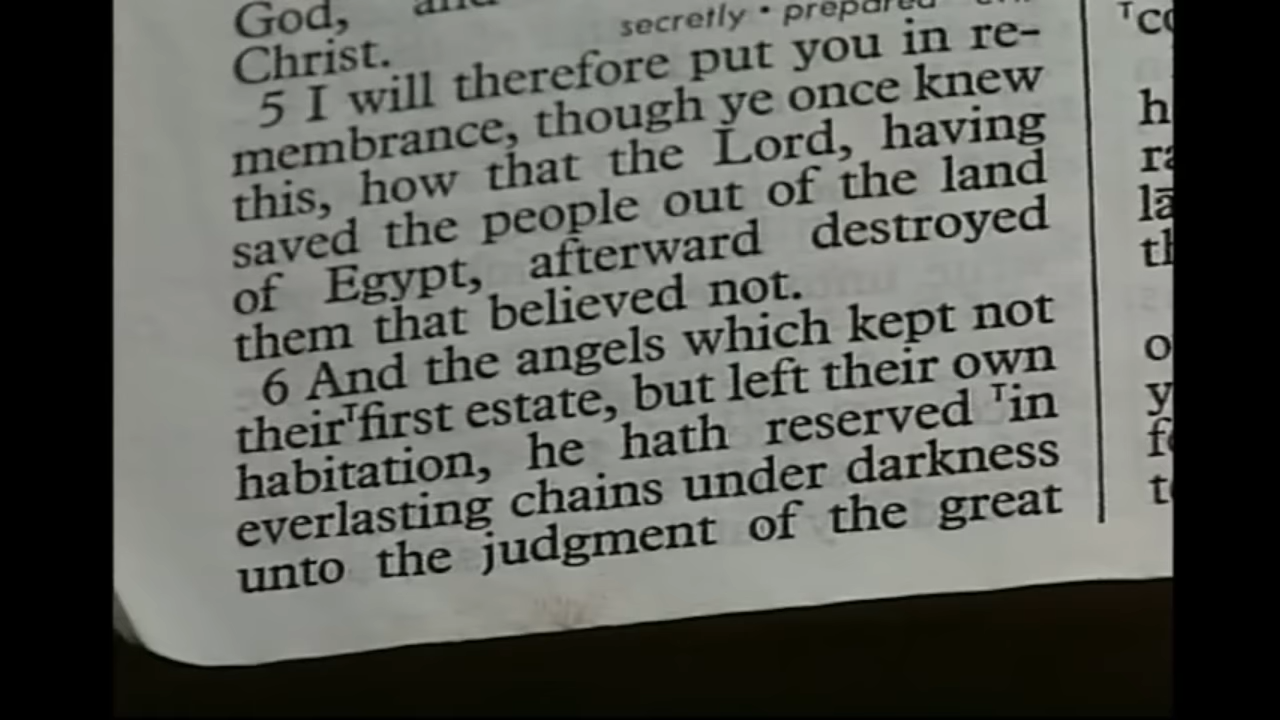 God,
secretly • prepared
Christ.
5 I will therefore put you in re-
membrance, though ye once knew
this, how that the Lord, having
saved the people out of the land
of Egypt, afterward destroyed
them that believed not.
6 And the angels which kept not
their ᵀfirst estate, but left their own
habitation, he hath reserved ᵀin
everlasting chains under darkness
unto the judgment of the great